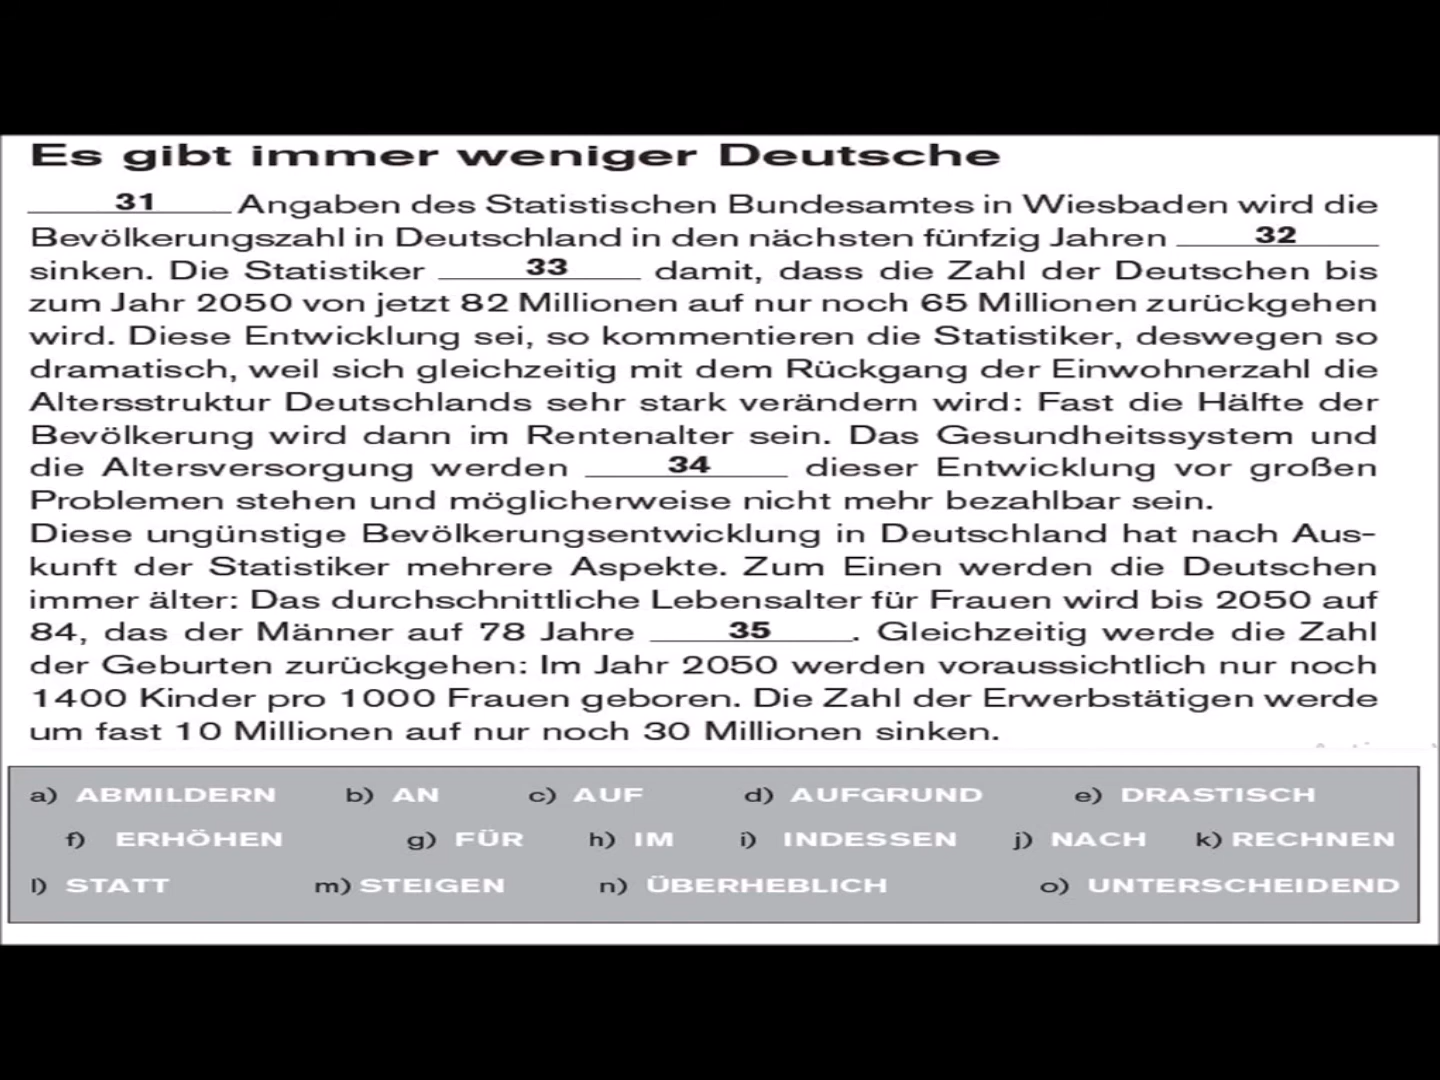 Es gibt immer weniger Deutsche
31 Angaben des Statistischen Bundesamtes in Wiesbaden wird die
Bevölkerungszahl in Deutschland in den nächsten fünfzig Jahren 32
sinken. Die Statistiker 33 damit, dass die Zahl der Deutschen bis
zum Jahr 2050 von jetzt 82 Millionen auf nur noch 65 Millionen zurückgehen
wird. Diese Entwicklung sei, so kommentieren die Statistiker, deswegen so
dramatisch, weil sich gleichzeitig mit dem Rückgang der Einwohnerzahl die
Altersstruktur Deutschlands sehr stark verändern wird: Fast die Hälfte der
Bevölkerung wird dann im Rentenalter sein. Das Gesundheitssystem und
die Altersversorgung werden 34 dieser Entwicklung vor großen
Problemen stehen und möglicherweise nicht mehr bezahlbar sein.
Diese ungünstige Bevölkerungsentwicklung in Deutschland hat nach Aus-
kunft der Statistiker mehrere Aspekte. Zum Einen werden die Deutschen
immer älter: Das durchschnittliche Lebensalter für Frauen wird bis 2050 auf
84, das der Männer auf 78 Jahre 35. Gleichzeitig werde die Zahl
der Geburten zurückgehen: Im Jahr 2050 werden voraussichtlich nur noch
1400 Kinder pro 1000 Frauen geboren. Die Zahl der Erwerbstätigen werde
um fast 10 Millionen auf nur noch 30 Millionen sinken.
a) ABMILDERN b) AN c) AUF d) AUFGRUND e) DRASTISCH
f) ERHÖHEN g) FÜR h) IM i) INDESSEN j) NACH k) RECHNEN
l) STATT m) STEIGEN n) ÜBERHEBLICH o) UNTERSCHEIDEND